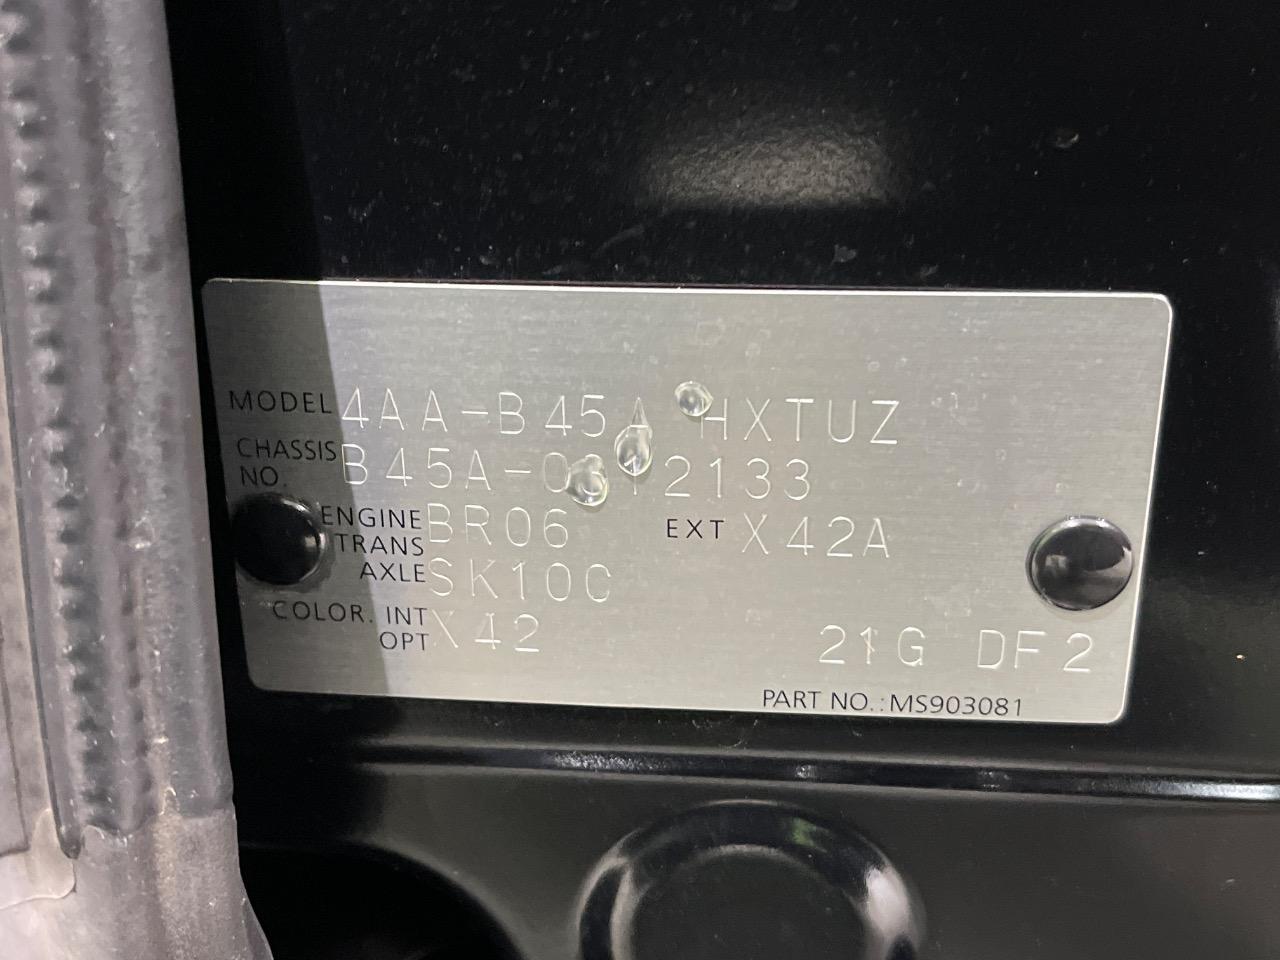 MODEL 4AA-B45A HXTUZ
CHASSIS NO. B45A-0312133
ENGINE BR06 EXT X42A
TRANS AXLE SK10C
COLOR. INT OPT X42 21G DF2
PART NO.:MS903081